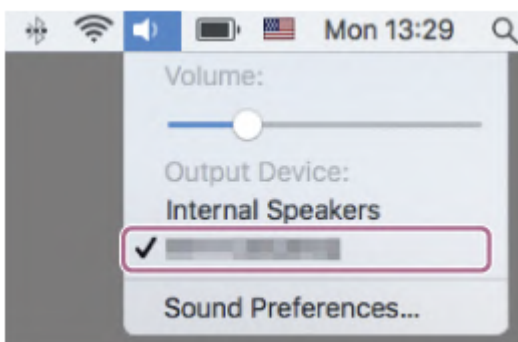 Mon 13:29
Volume:
Output Device:
Internal Speakers
Sound Preferences...